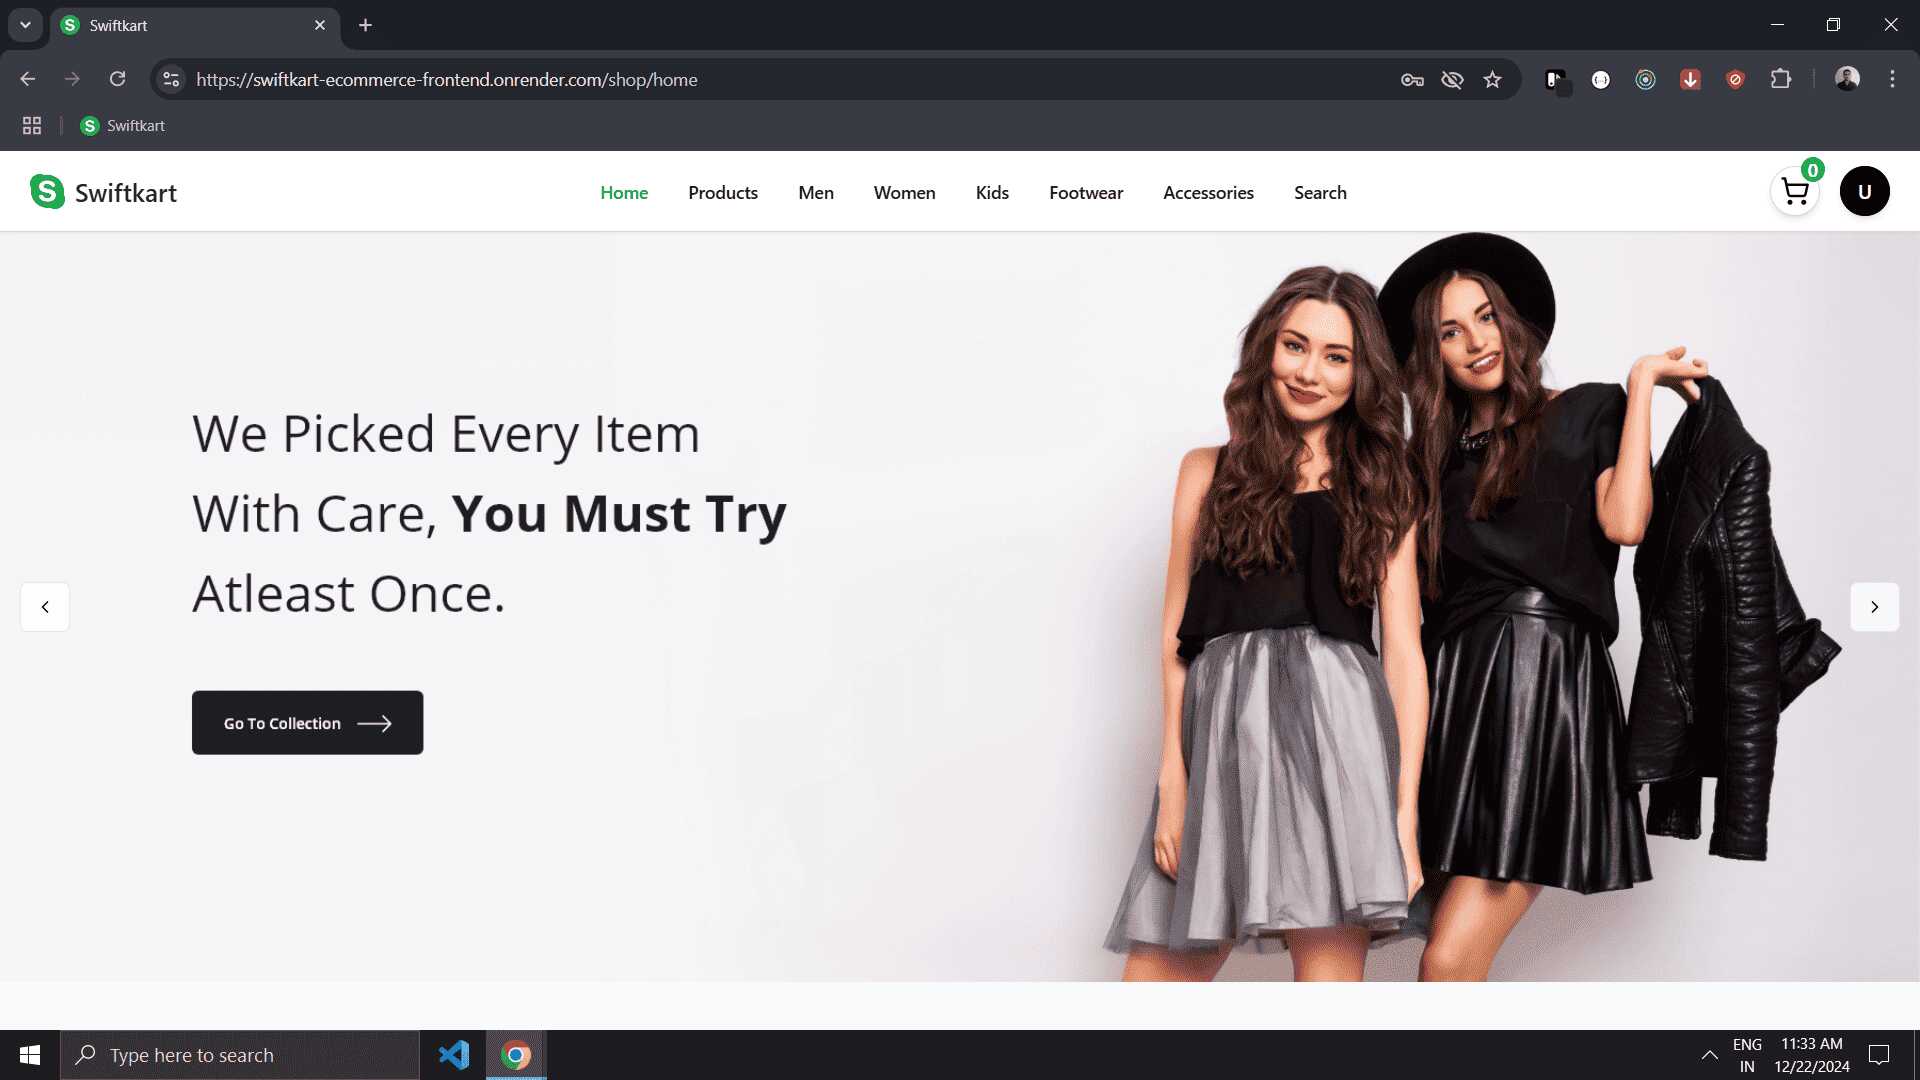 Swiftkart
https://swiftkart-ecommerce-frontend.onrender.com/shop/home
S Swiftkart
S Swiftkart
Home Products Men Women Kids Footwear Accessories Search
0
U
We Picked Every Item
With Care, You Must Try
Atleast Once.
Go To Collection
Type here to search
ENG
IN
11:33 AM
12/22/2024